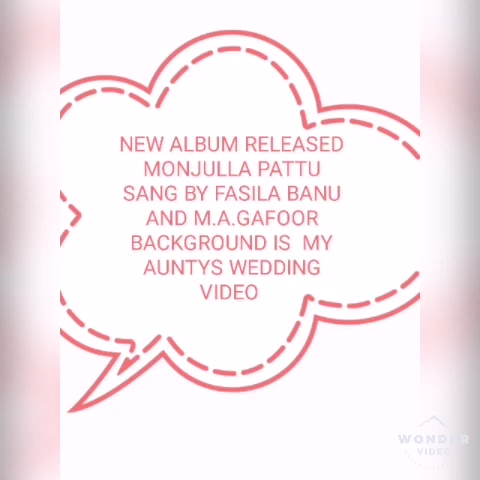 NEW ALBUM RELEASED
MONJULLA PATTU
SANG BY FASILA BANU
AND M.A.GAFOOR
BACKGROUND IS  MY
AUNTYS WEDDING
VIDEO
WONDER
VIDEO